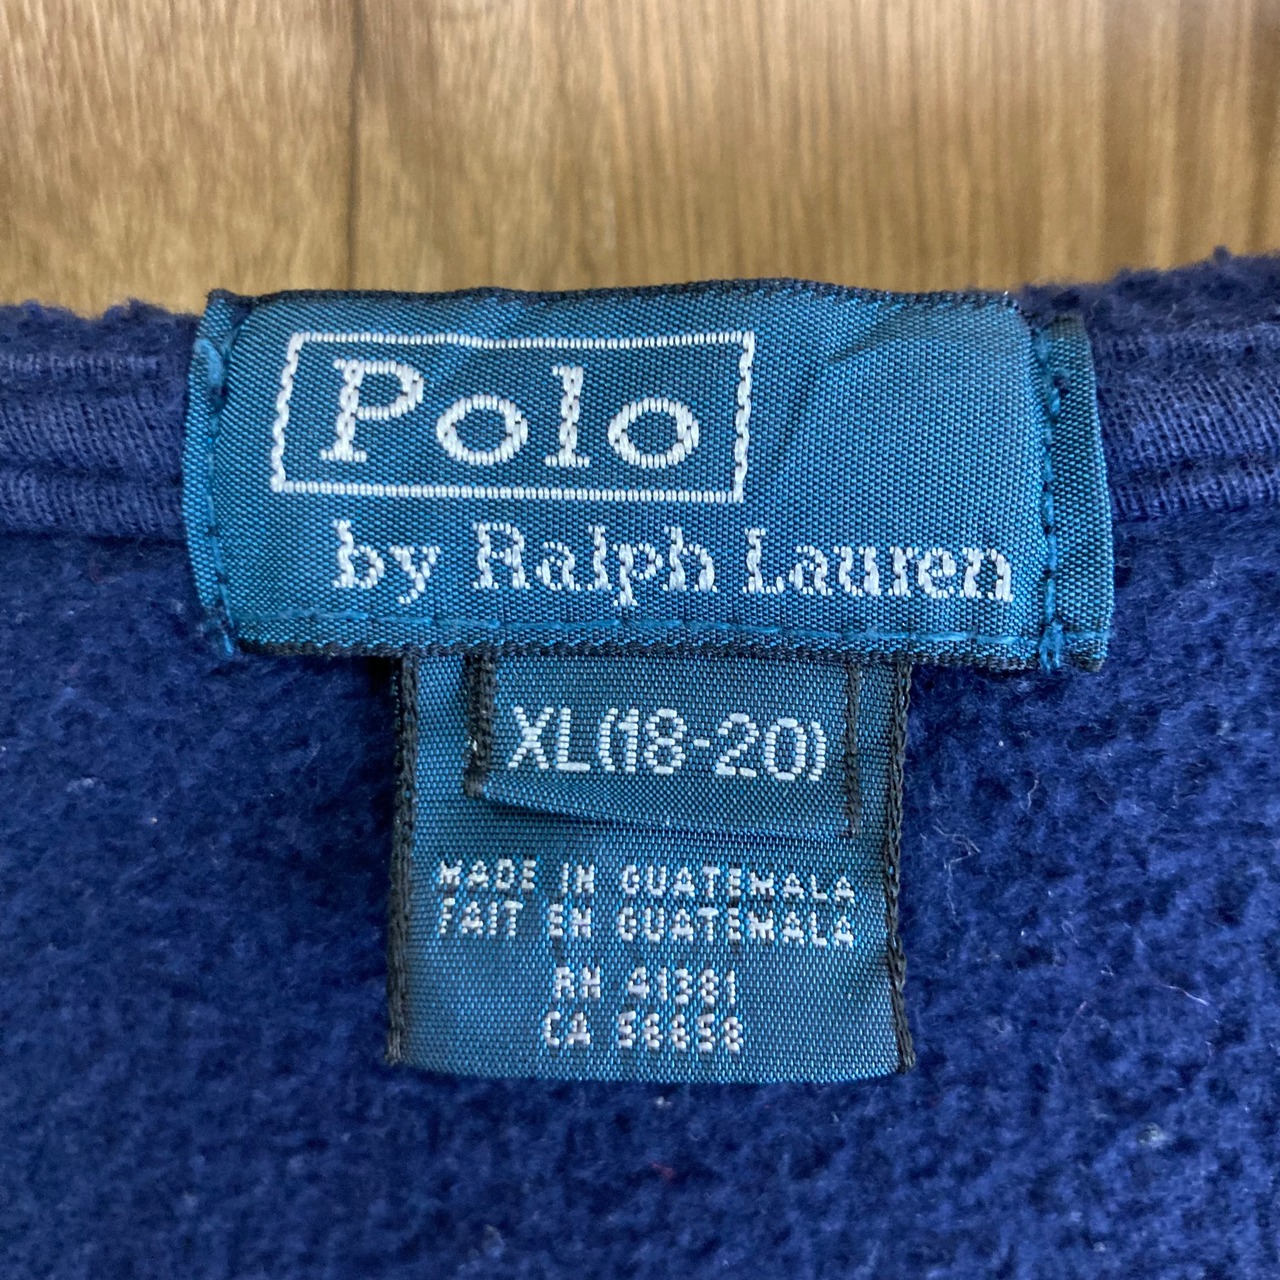 Polo
by Ralph Lauren
XL(18-20)
MADE IN GUATEMALA
FAIT EN GUATEMALA
RN 41381
CA 56658